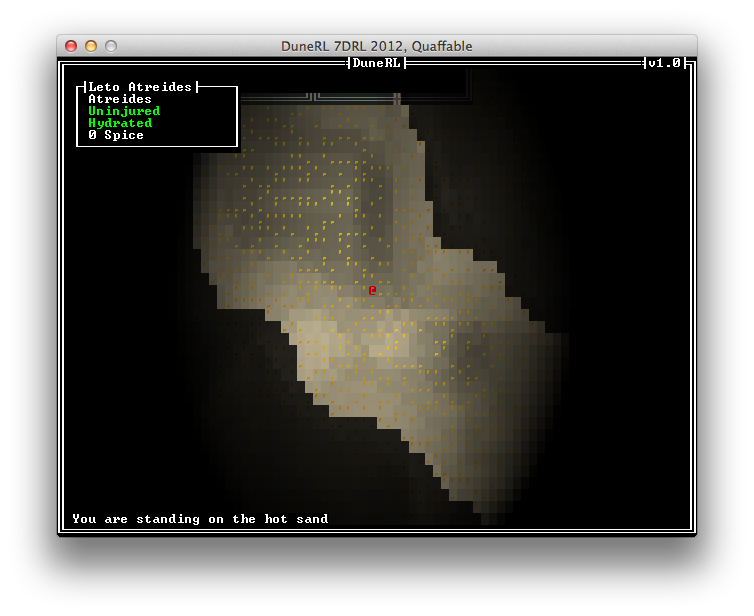 DuneRL 7DRL 2012, Quaffable
DuneRL
v1.0
Leto Atreides
Atreides
Uninjured
Hydrated
0 Spice
@
You are standing on the hot sand